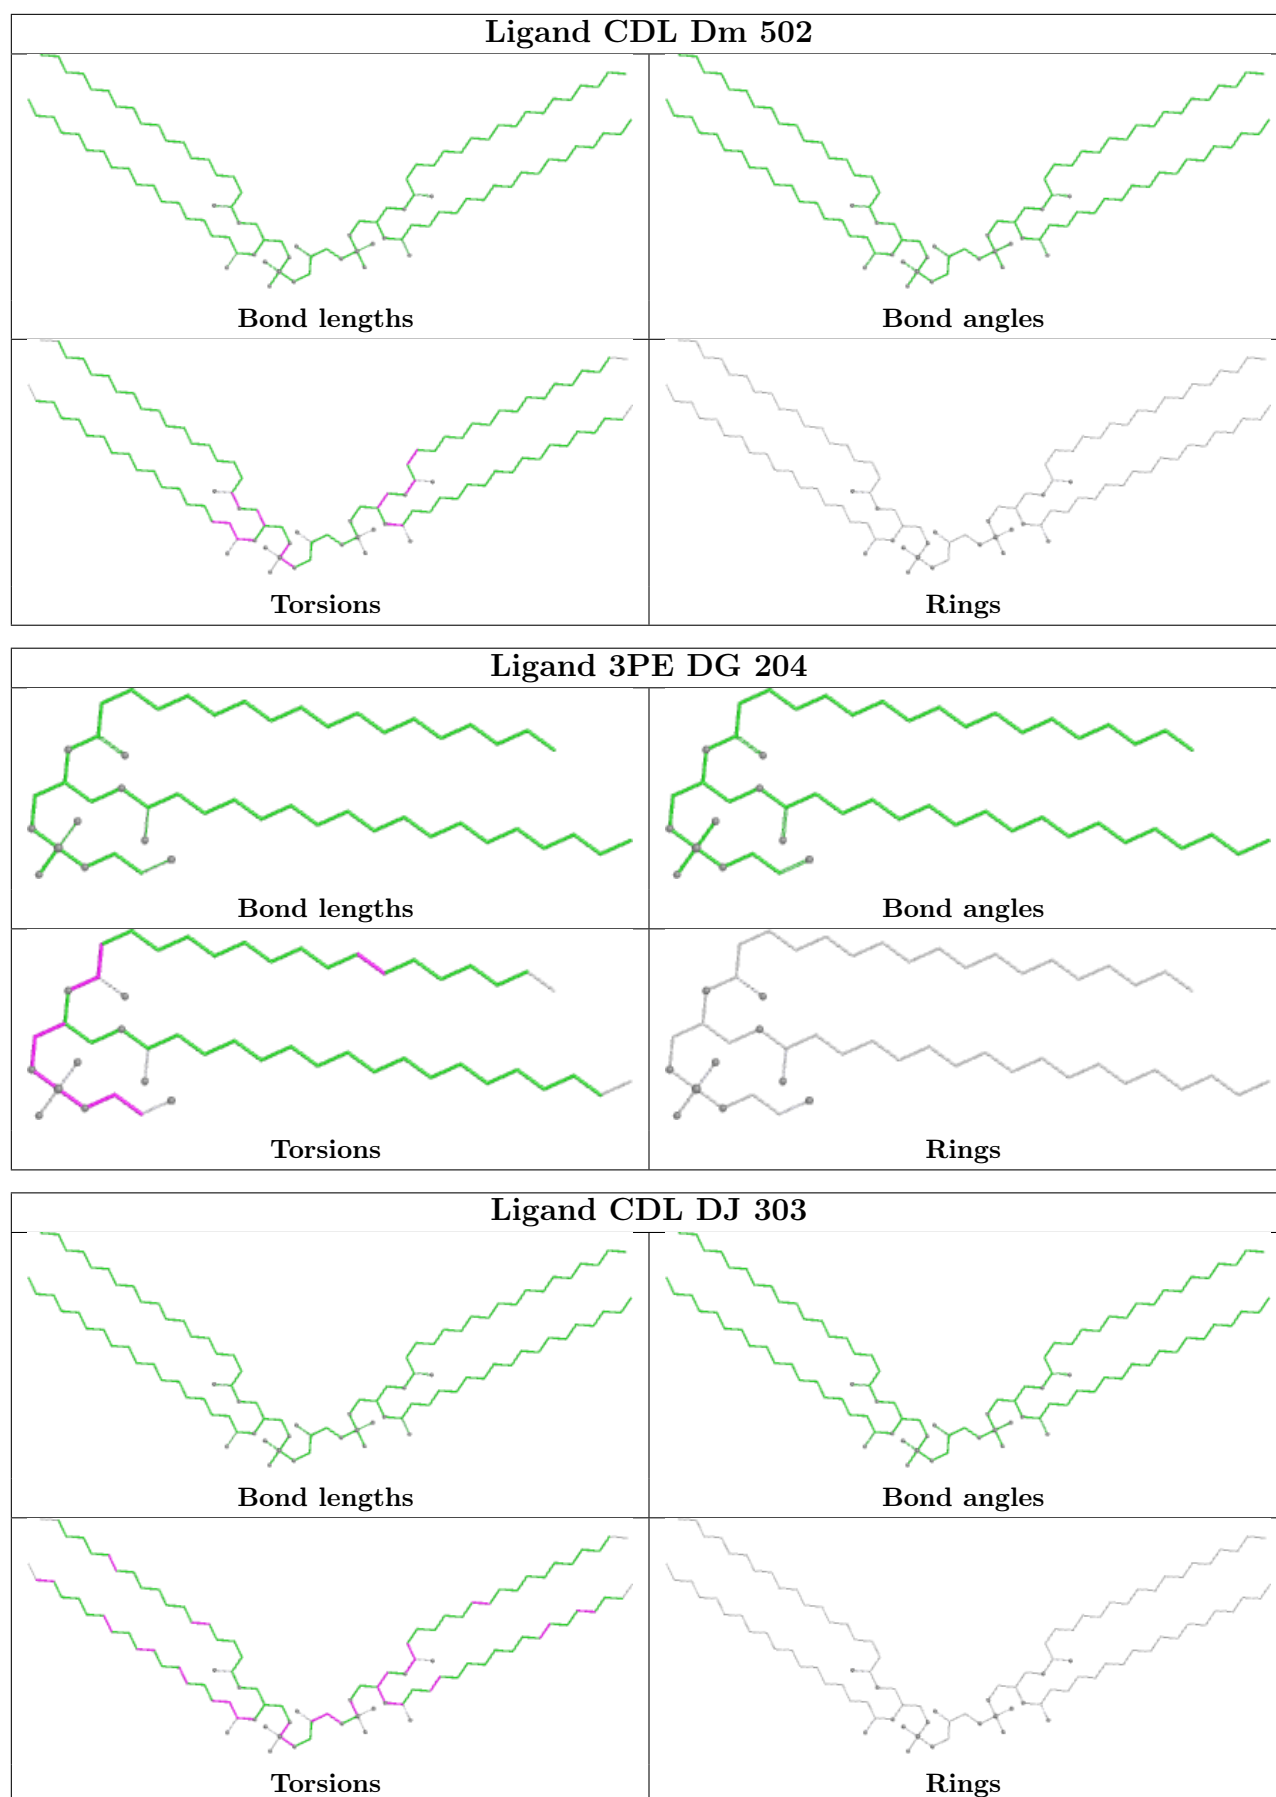 Ligand CDL Dm 502
Bond lengths
Bond angles
Torsions
Rings
Ligand 3PE DG 204
Bond lengths
Bond angles
Torsions
Rings
Ligand CDL DJ 303
Bond lengths
Bond angles
Torsions
Rings